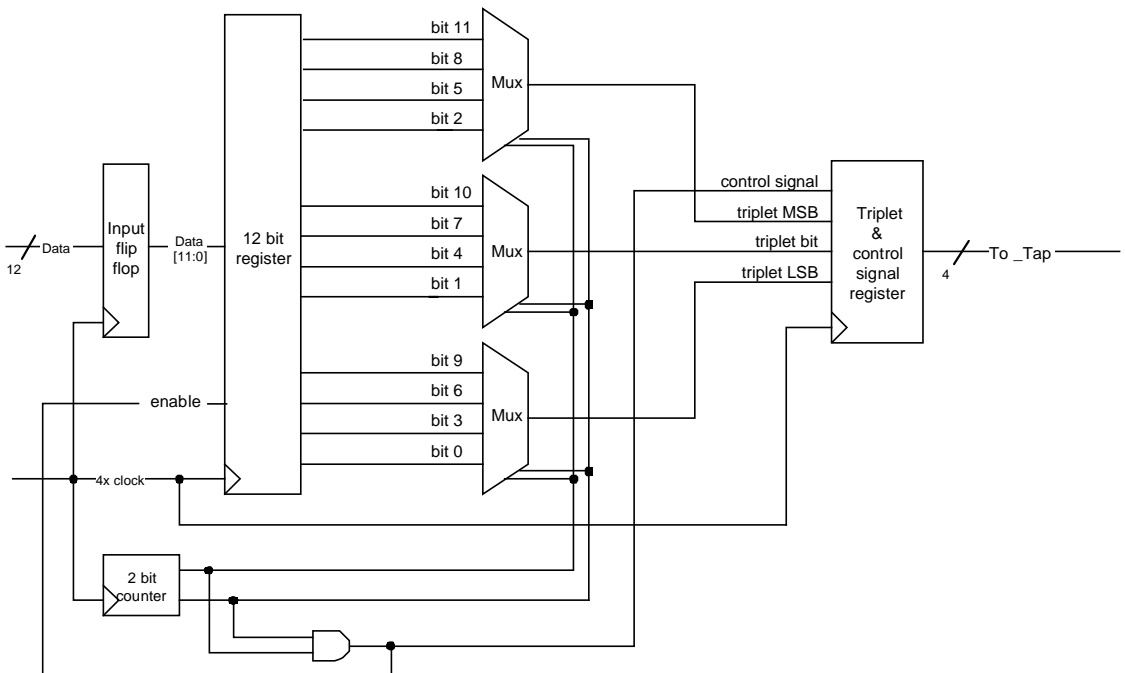 bit 11
bit 8
bit 5
bit 2
Mux
bit 10
bit 7
bit 4
bit 1
Mux
bit 9
bit 6
bit 3
bit 0
Mux
Data
12
Input
flip
flop
Data
[11:0]
12 bit
register
enable
4x clock
2 bit
counter
control signal
triplet MSB
triplet bit
triplet LSB
Triplet
&
control
signal
register
4
To _Tap